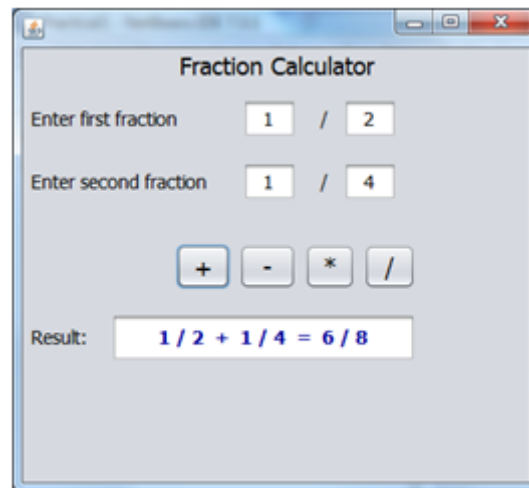 Fraction Calculator
Enter first fraction 1 / 2
Enter second fraction 1 / 4
+ - * /
Result: 1 / 2 + 1 / 4 = 6 / 8